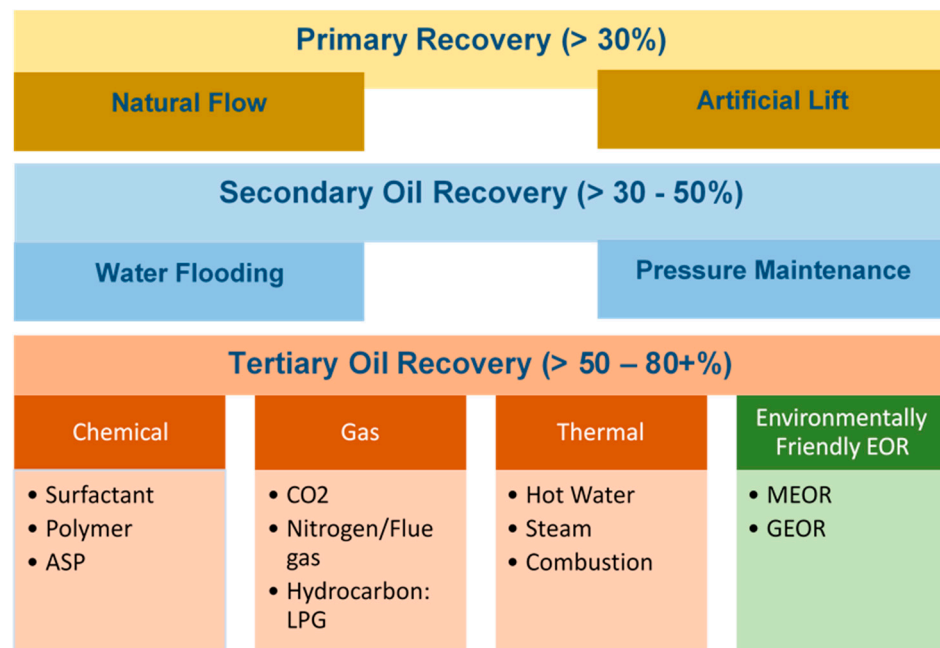 Primary Recovery (> 30%)
Natural Flow
Artificial Lift
Secondary Oil Recovery (> 30 - 50%)
Water Flooding
Pressure Maintenance
Tertiary Oil Recovery (> 50 – 80+%)
Chemical
• Surfactant
• Polymer
• ASP
Gas
• CO2
• Nitrogen/Flue
gas
• Hydrocarbon:
LPG
Thermal
• Hot Water
• Steam
• Combustion
Environmentally
Friendly EOR
• MEOR
• GEOR